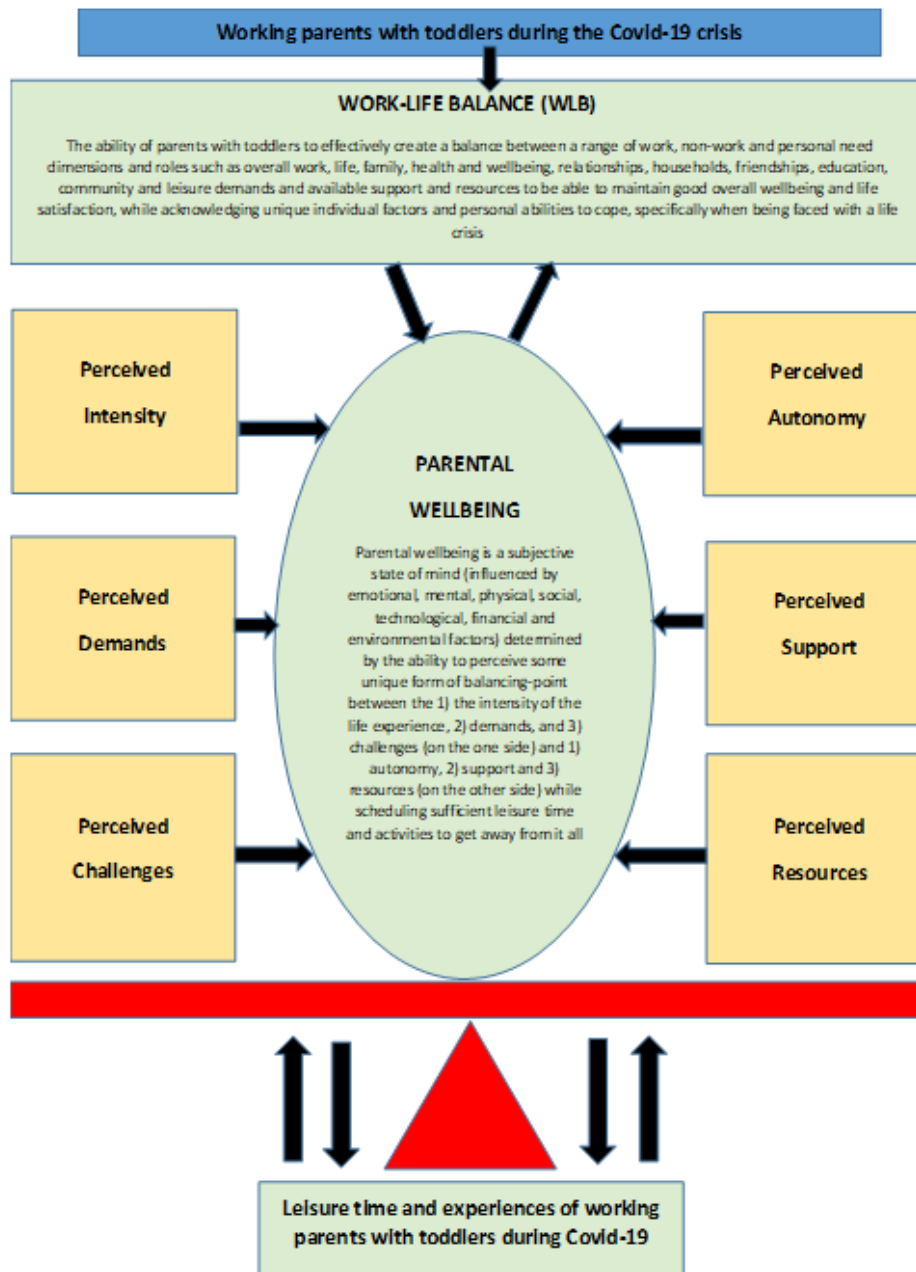 Working parents with toddlers during the Covid-19 crisis
WORK-LIFE BALANCE (WLB)
The ability of parents with toddlers to effectively create a balance between a range of work, non-work and personal need
dimensions and roles such as overall work, life, family, health and wellbeing, relationships, households, friendships, education,
community and leisure demands and available support and resources to be able to maintain good overall wellbeing and life
satisfaction, while acknowledging unique individual factors and personal abilities to cope, specifically when being faced with a life
crisis
Perceived
Intensity
Perceived
Demands
Perceived
Challenges
PARENTAL
WELLBEING
Parental wellbeing is a subjective
state of mind (influenced by
emotional, mental, physical, social,
technological, financial and
environmental factors) determined
by the ability to perceive some
unique form of balancing-point
between the 1) the intensity of the
life experience, 2) demands, and 3)
challenges (on the one side) and 1)
autonomy, 2) support and 3)
resources (on the other side) while
scheduling sufficient leisure time
and activities to get away from it all
Perceived
Autonomy
Perceived
Support
Perceived
Resources
Leisure time and experiences of working
parents with toddlers during Covid-19